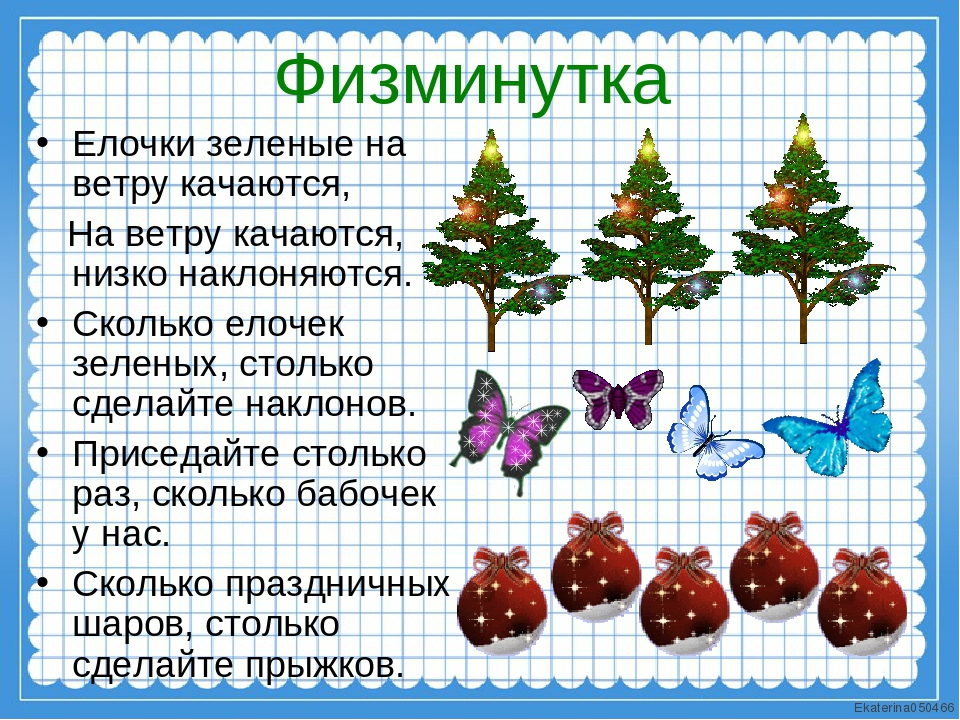 Физминутка
• Елочки зеленые на
ветру качаются,
На ветру качаются,
низко наклоняются.
• Сколько елочек
зеленых, столько
сделайте наклонов.
• Приседайте столько
раз, сколько бабочек
у нас.
• Сколько праздничных
шаров, столько
сделайте прыжков.
Ekaterina050466